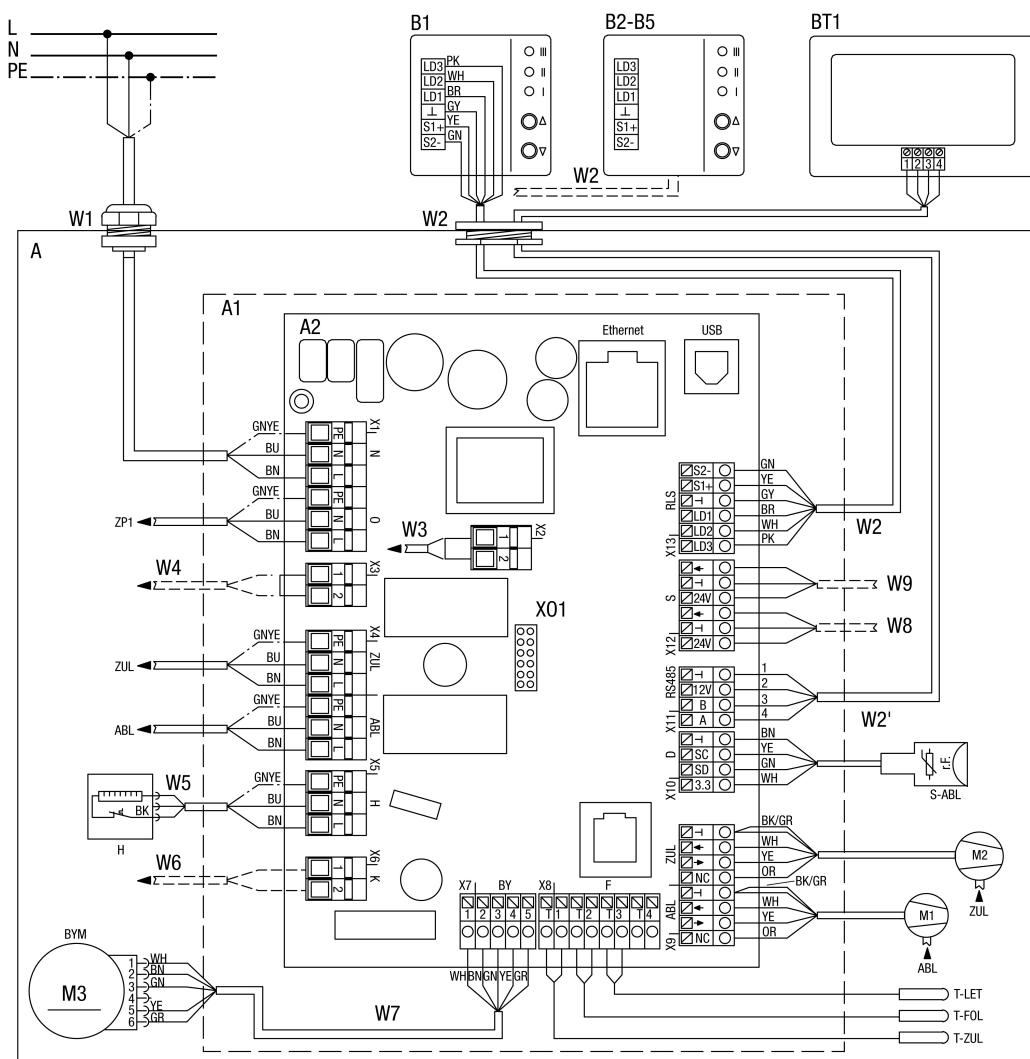 L
N
PE
B1
LD3
LD2
LD1
⊥
S1+
S2-
PK
WH
BR
GY
YE
GN
III
II
I
B2-B5
LD3
LD2
LD1
⊥
S1+
S2-
III
II
I
W2
BT1
1 2 3 4
W1
W2
A
A1
A2
Ethernet
USB
GNYE
BU
BN
PE
N
L
X1
N
ZP1
GNYE
BU
BN
PE
N
L
O
W3
1
2
X2
W4
1
2
X3
X01
ZUL
GNYE
BU
BN
PE
N
L
X4
ZUL
ABL
GNYE
BU
BN
PE
N
L
ABL
W5
BK
H
GNYE
BU
BN
PE
N
L
X5
H
W6
1
2
X6
K
RLS
X13
S2-
S1+
⊥
LD1
LD2
LD3
GN
YE
GY
BR
WH
PK
W2
S
X12
⊥
24V
⊥
24V
W9
W8
RS485
X11
⊥
12V
B
A
1
2
3
4
W2'
D
X10
⊥
SC
SD
3.3
BN
YE
GN
WH
r.F.
S-ABL
ZUL
⊥
NC
BK/GR
WH
YE
OR
M2
ZUL
ABL
X9
⊥
NC
BK/GR
WH
YE
OR
M1
ABL
X7 BY
1 2 3 4 5
WH BN GN YE GR
X8 F
T 1 T 2 T 3 T 4
BYM
M3
1 WH
2 BN
3 GN
4
5 YE
6 GR
W7
T-LET
T-FOL
T-ZUL